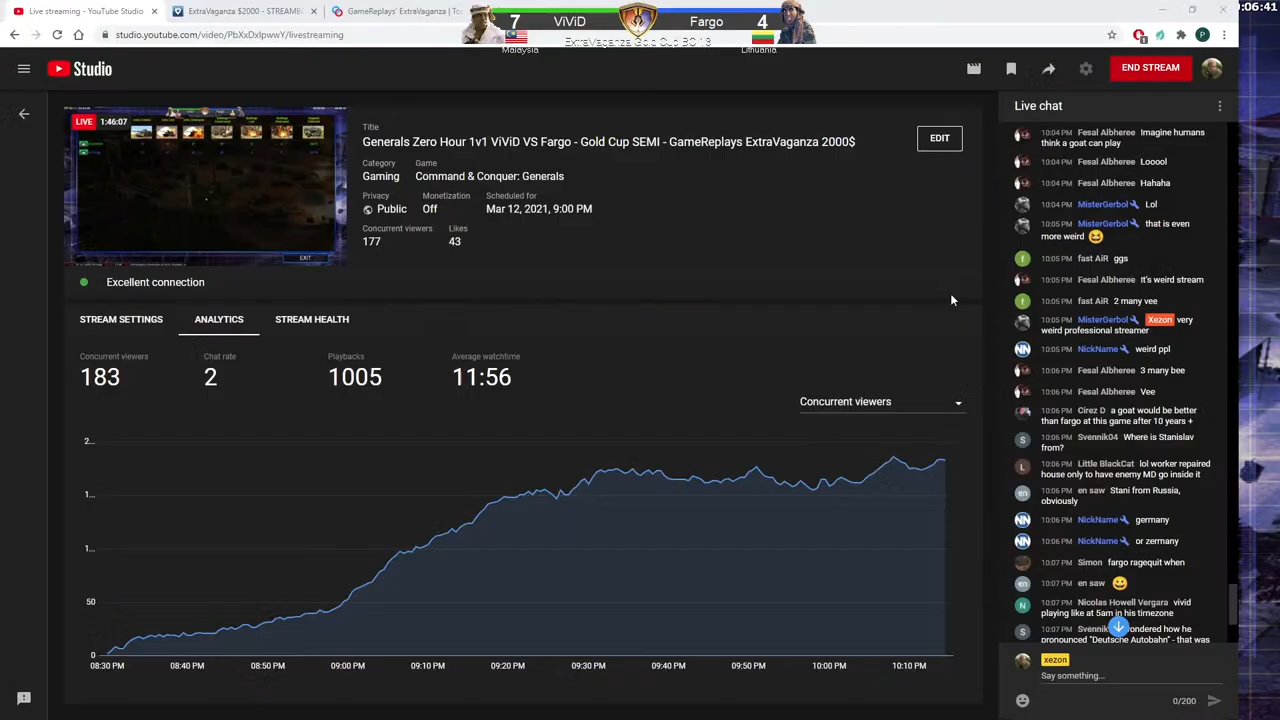 Live streaming - YouTube Studio
ExtraVaganza $2000 - STREAMB
GameReplays' ExtraVaganza | To
7 ViViD Fargo 4
06:41
studio.youtube.com/video/PbXxDxIpwwY/livestreaming
ExtraVaganza Gold Cup BO 19
Malaysia
Lithuania
Studio
END STREAM
LIVE 1:46:07
EXIT
Title
Generals Zero Hour 1v1 ViViD VS Fargo - Gold Cup SEMI - GameReplays ExtraVaganza 2000$
EDIT
Category Game
Gaming Command & Conquer: Generals
Privacy Monetization Scheduled for
Public Off Mar 12, 2021, 9:00 PM
Concurrent viewers Likes
177 43
Excellent connection
STREAM SETTINGS ANALYTICS STREAM HEALTH
Concurrent viewers Chat rate Playbacks Average watchtime
183 2 1005 11:56
Concurrent viewers
2...
1...
1...
50
0
08:30 PM 08:40 PM 08:50 PM 09:00 PM 09:10 PM 09:20 PM 09:30 PM 09:40 PM 09:50 PM 10:00 PM 10:10 PM
Live chat
10:04 PM Fesal Albheree Imagine humans
think a goat can play
10:04 PM Fesal Albheree Looool
10:04 PM Fesal Albheree Hahaha
10:04 PM MisterGerbol Lol
10:05 PM MisterGerbol that is even
more weird
10:05 PM fast AiR ggs
10:05 PM Fesal Albheree It's weird stream
10:05 PM fast AiR 2 many vee
10:05 PM MisterGerbol Xezon very
weird professional streamer
10:05 PM NickName weird ppl
10:06 PM Fesal Albheree 3 many bee
10:06 PM Fesal Albheree Vee
10:06 PM Cirez D a goat would be better
than fargo at this game after 10 years +
10:06 PM Svennik04 Where is Stanislav
from?
10:06 PM Little BlackCat lol worker repaired
house only to have enemy MD go inside it
10:06 PM en saw Stani from Russia,
obviously
10:06 PM NickName germany
10:06 PM NickName or zermany
10:07 PM Simon fargo ragequit when
10:07 PM en saw
10:07 PM Nicolas Howell Vergara vivid
playing like at 5am in his timezone
10:07 PM
pronounced "Deutsche Autobahn" - that was
xezon
Say something...
0/200